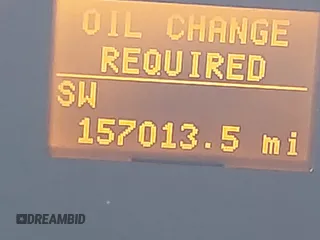 OIL CHANGE
REQUIRED
SW
157013.5 mi
DREAMBID